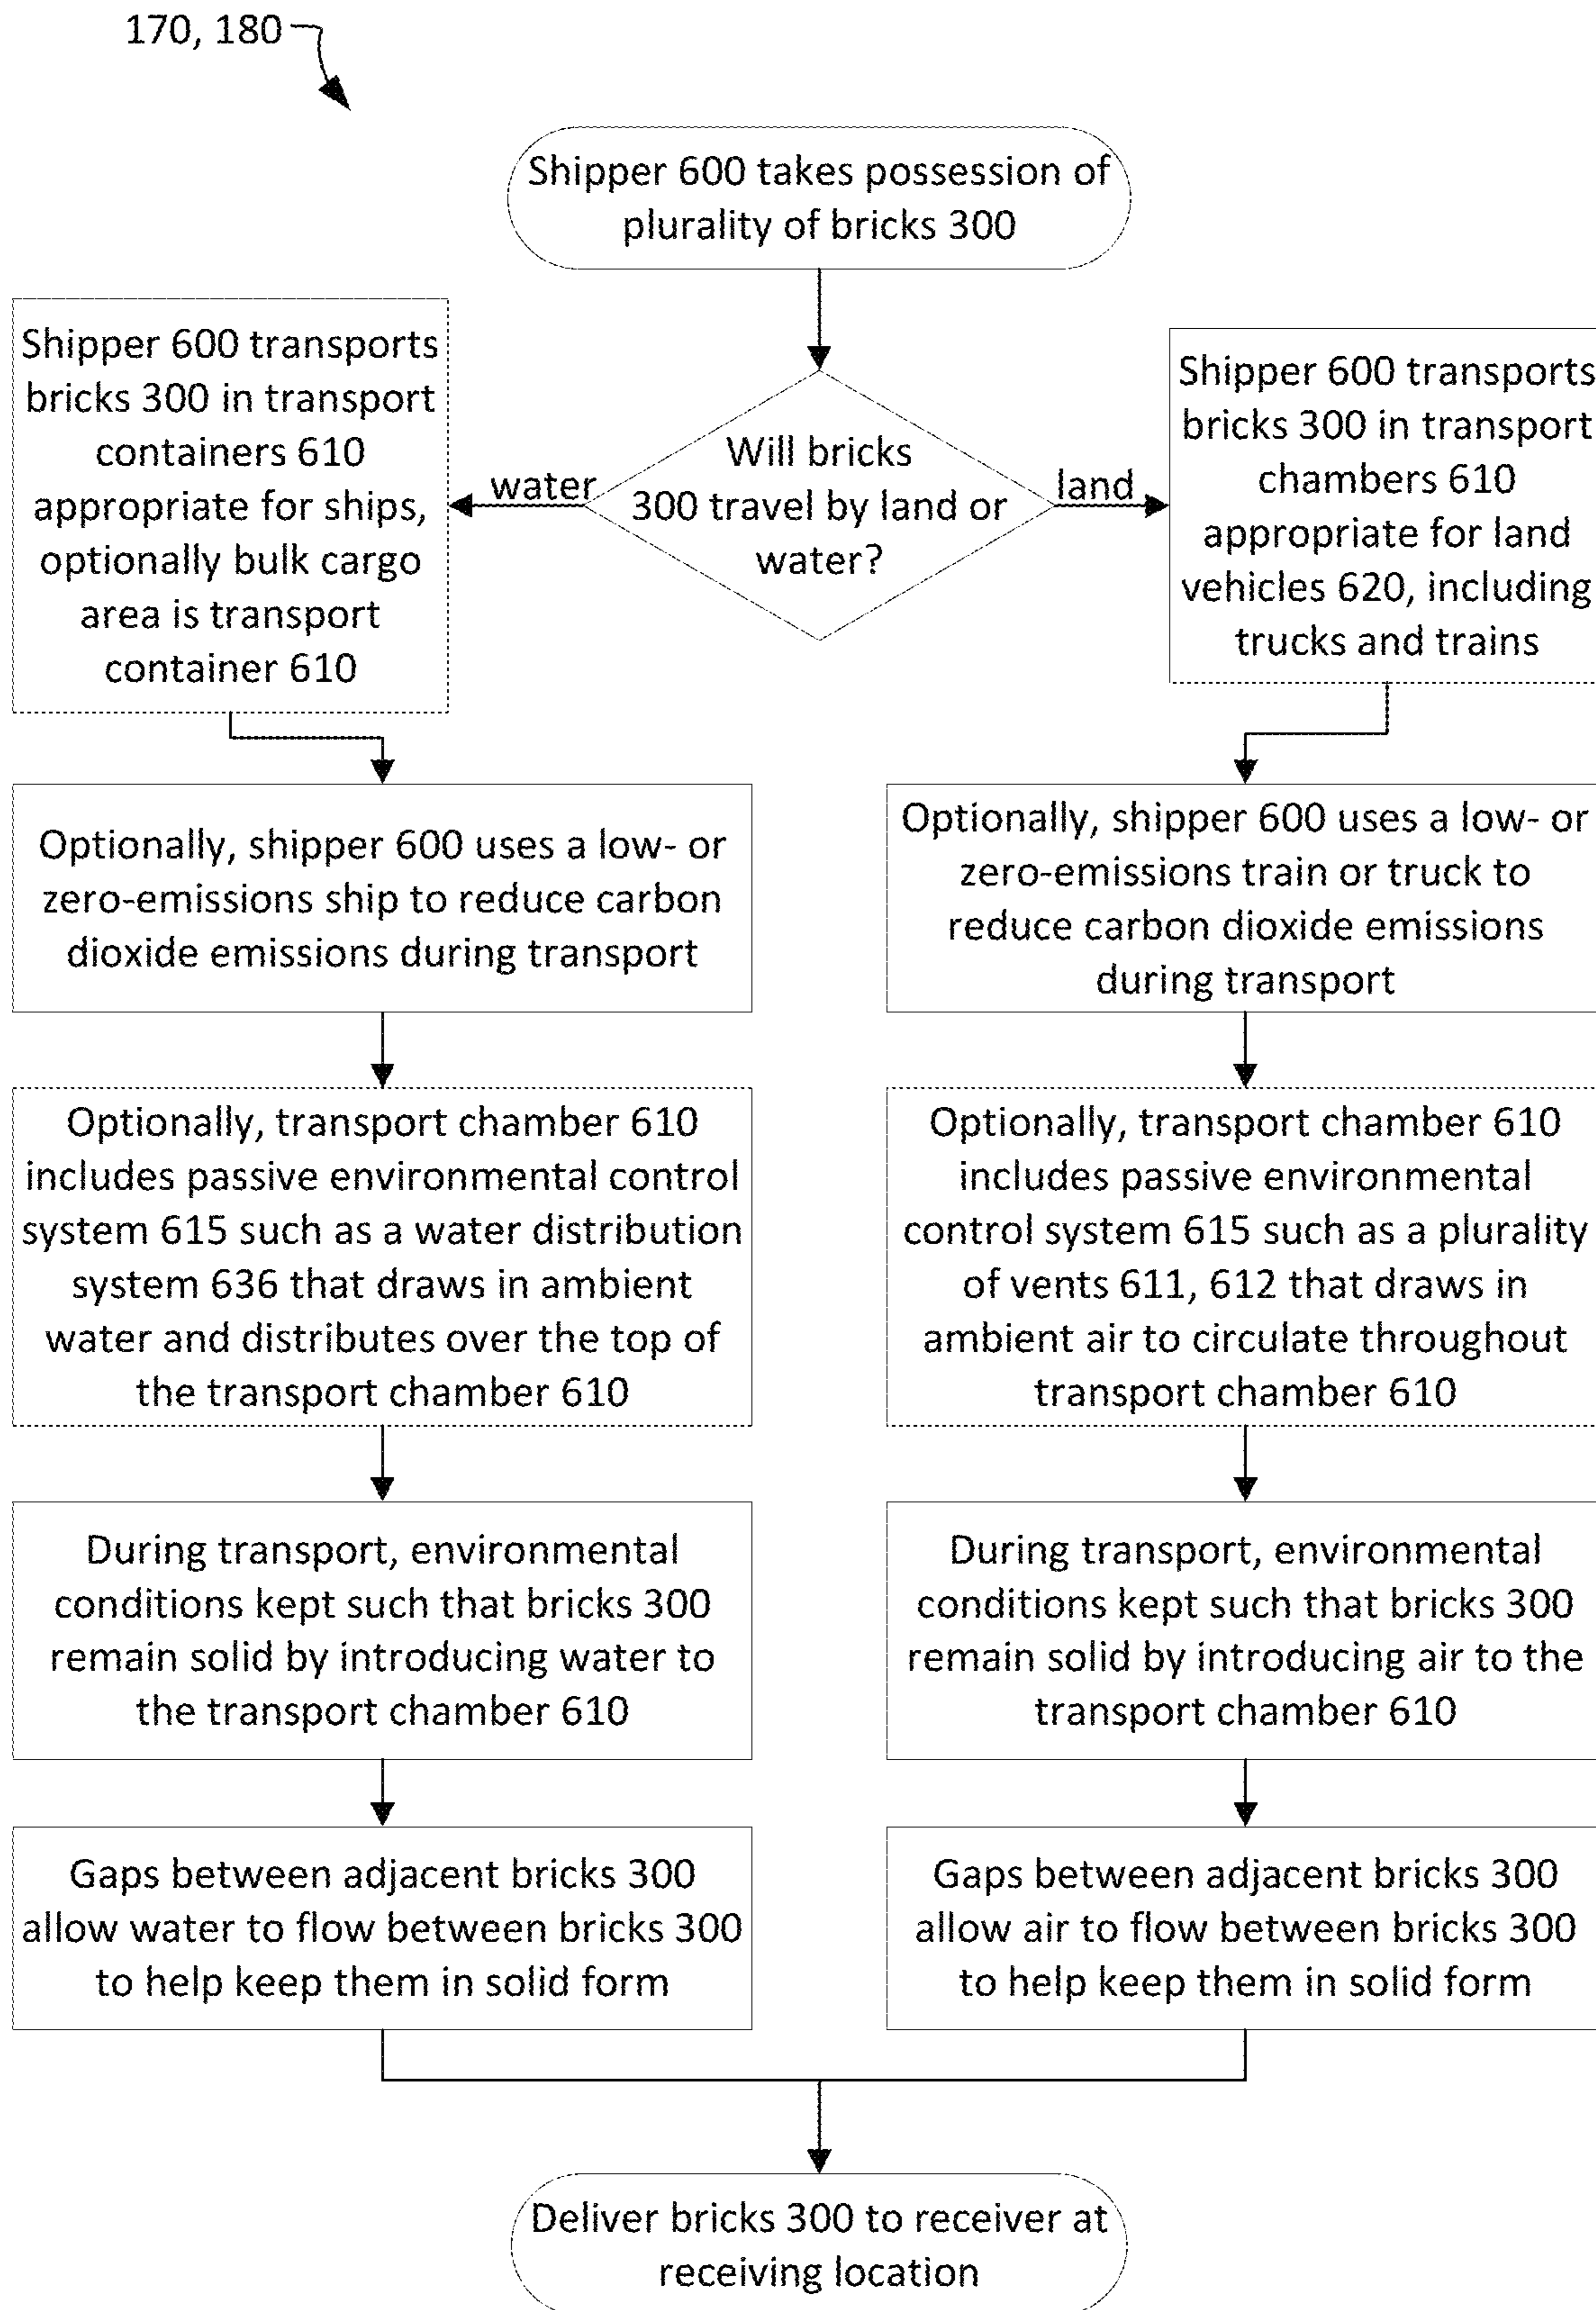 170, 180
Shipper 600 takes possession of
plurality of bricks 300
Shipper 600 transports
bricks 300 in transport
containers 610
appropriate for ships,
optionally bulk cargo
area is transport
container 610
water
Will bricks
300 travel by land or
water?
land
Shipper 600 transports
bricks 300 in transport
chambers 610
appropriate for land
vehicles 620, including
trucks and trains
Optionally, shipper 600 uses a low- or
zero-emissions ship to reduce carbon
dioxide emissions during transport
Optionally, shipper 600 uses a low- or
zero-emissions train or truck to
reduce carbon dioxide emissions
during transport
Optionally, transport chamber 610
includes passive environmental control
system 615 such as a water distribution
system 636 that draws in ambient
water and distributes over the top of
the transport chamber 610
Optionally, transport chamber 610
includes passive environmental
control system 615 such as a plurality
of vents 611, 612 that draws in
ambient air to circulate throughout
transport chamber 610
During transport, environmental
conditions kept such that bricks 300
remain solid by introducing water to
the transport chamber 610
During transport, environmental
conditions kept such that bricks 300
remain solid by introducing air to the
transport chamber 610
Gaps between adjacent bricks 300
allow water to flow between bricks 300
to help keep them in solid form
Gaps between adjacent bricks 300
allow air to flow between bricks 300
to help keep them in solid form
Deliver bricks 300 to receiver at
receiving location